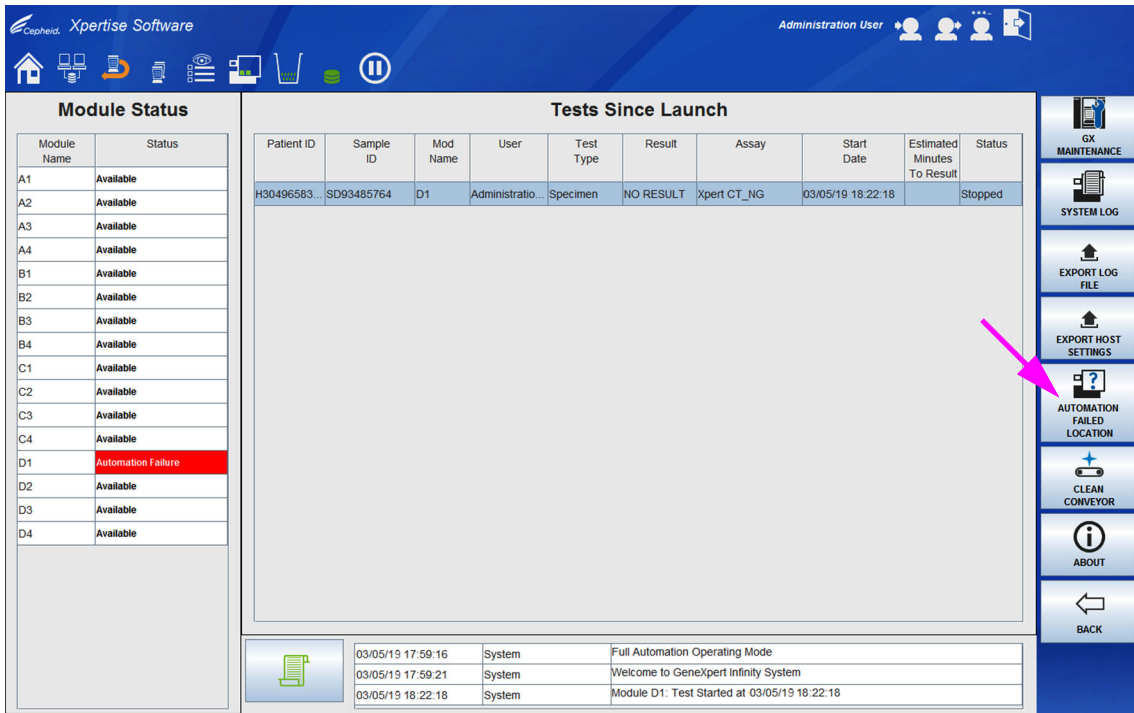 Cepheid. Xpertise Software
Administration User
Module Status
Module Name Status
A1 Available
A2 Available
A3 Available
A4 Available
B1 Available
B2 Available
B3 Available
B4 Available
C1 Available
C2 Available
C3 Available
C4 Available
D1 Automation Failure
D2 Available
D3 Available
D4 Available
Tests Since Launch
Patient ID Sample ID Mod Name User Test Type Result Assay Start Date Estimated Minutes To Result Status
H30496583... SD93485764 D1 Administratio... Specimen NO RESULT Xpert CT_NG 03/05/19 18:22:18 Stopped
03/05/19 17:59:16 System Full Automation Operating Mode
03/05/19 17:59:21 System Welcome to GeneXpert Infinity System
03/05/19 18:22:18 System Module D1: Test Started at 03/05/19 18:22:18
GX
MAINTENANCE
SYSTEM LOG
EXPORT LOG
FILE
EXPORT HOST
SETTINGS
?
AUTOMATION
FAILED
LOCATION
CLEAN
CONVEYOR
ABOUT
BACK